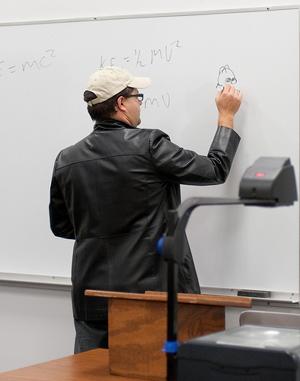 = mc²
KE = ½ mv²
mv